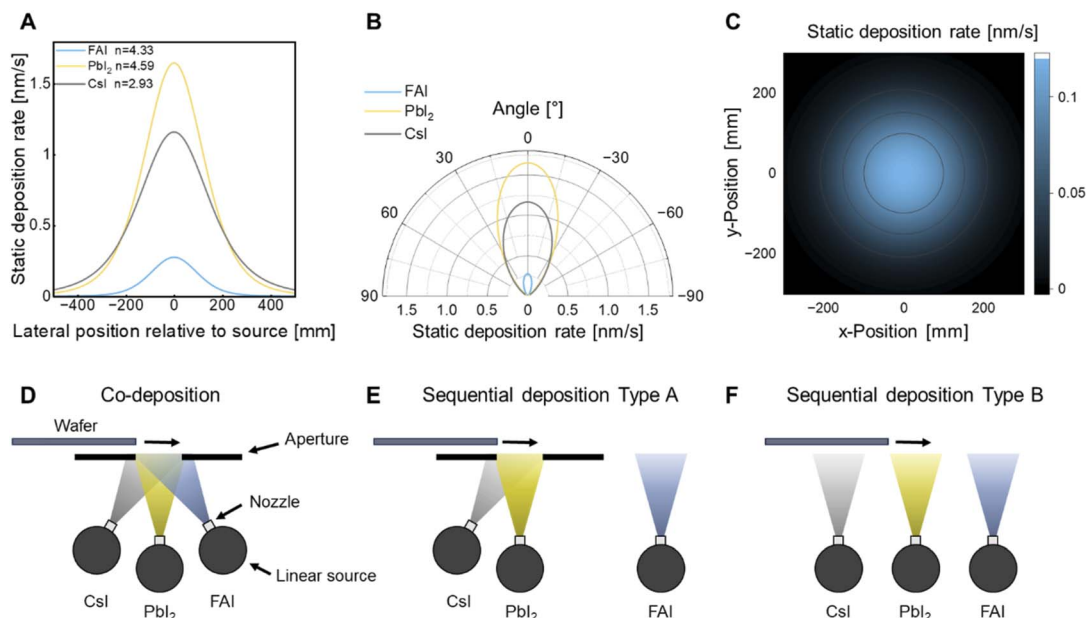 A
FAI n=4.33
PbI₂ n=4.59
CsI n=2.93
Static deposition rate [nm/s]
1.5
1
0.5
0
−400 −200 0 200 400
Lateral position relative to source [mm]
B
FAI
PbI₂
CsI
Angle [°]
0
30 −30
60 −60
90 −90
1.5 1.0 0.5 0.0 0.5 1.0 1.5
Static deposition rate [nm/s]
C
Static deposition rate [nm/s]
y-Position [mm]
200
0
−200
−200 0 200
x-Position [mm]
0.1
0.05
0
D Co-deposition
Wafer
Aperture
Nozzle
Linear source
CsI
PbI₂
FAI
E Sequential deposition Type A
CsI
PbI₂
FAI
F Sequential deposition Type B
CsI
PbI₂
FAI